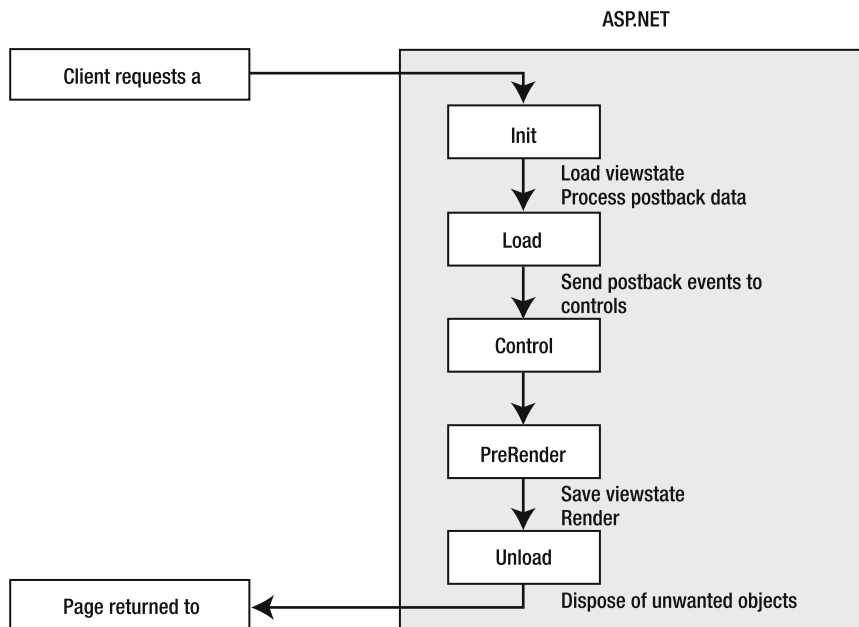 ASP.NET
Client requests a
Init
Load viewstate
Process postback data
Load
Send postback events to
controls
Control
PreRender
Save viewstate
Render
Unload
Dispose of unwanted objects
Page returned to